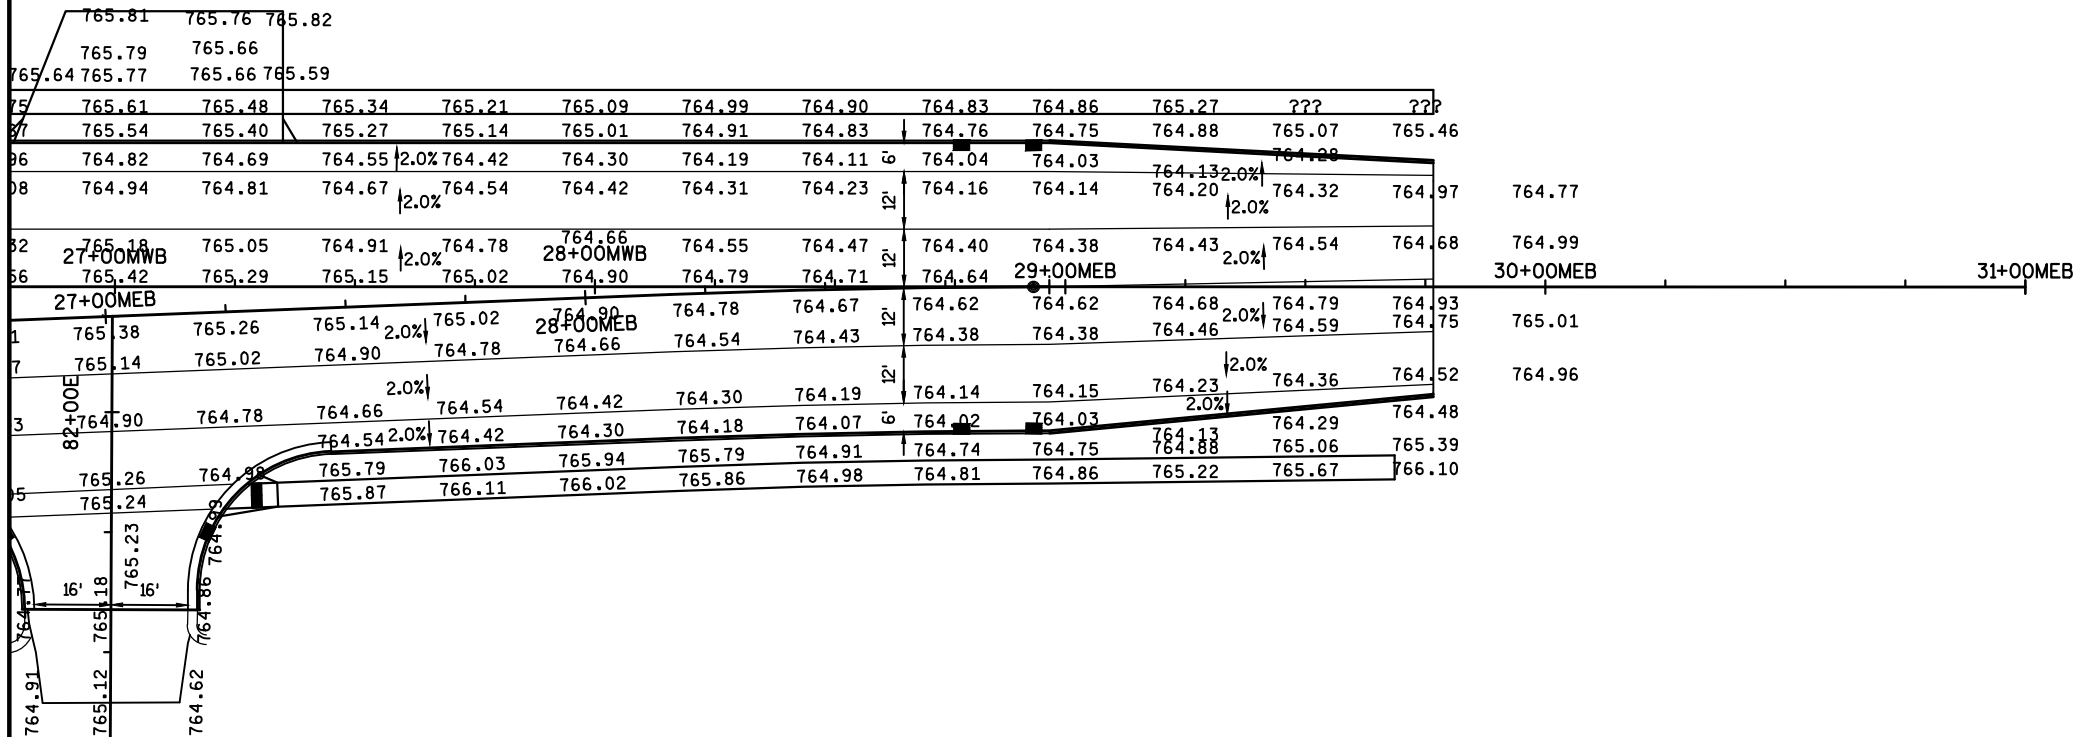 765.81 765.76 765.82
765.79 765.66
765.64 765.77 765.66 765.59
75 765.61 765.48 765.34 765.21 765.09 764.99 764.90 764.83 764.86 765.27 ??? ???
37 765.54 765.40 765.27 765.14 765.01 764.91 764.83 764.76 764.75 764.88 765.07 765.46
96 764.82 764.69 764.55 2.0% 764.42 764.30 764.19 764.11 6' 764.04 764.03 764.13 2.0% 764.28
08 764.94 764.81 764.67 2.0% 764.54 764.42 764.31 764.23 12' 764.16 764.14 764.20 2.0% 764.32 764.97 764.77
32 765.18 765.05 764.91 2.0% 764.78 764.66 764.55 764.47 12' 764.40 764.38 764.43 2.0% 764.54 764.68 764.99
27+00MWB 28+00MWB
56 765.42 765.29 765.15 765.02 764.90 764.79 764.71 764.64 29+00MEB 30+00MEB 31+00MEB
27+00MEB 28+00MEB
1 765.38 765.26 765.14 2.0% 765.02 764.90 764.78 764.67 12' 764.62 764.62 764.68 2.0% 764.79 764.93
7 765.14 765.02 764.90 764.78 764.66 764.54 764.43 764.38 764.38 764.46 764.59 764.75 765.01
82+00E 2.0% 12' 2.0%
3 764.90 764.78 764.66 764.54 764.42 764.30 764.19 764.14 764.15 764.23 764.36 764.52 764.96
764.54 2.0% 764.42 764.30 764.18 764.07 6' 764.02 764.03 764.13 2.0% 764.29 764.48
765.26 764.98 765.79 766.03 765.94 765.79 764.91 764.74 764.75 764.88 765.06 765.39
05 765.24 765.87 766.11 766.02 765.86 764.98 764.81 764.86 765.22 765.67 766.10
765.23 764.93
16' 16'
764.77 765.18 764.86
764.91 765.12 764.62